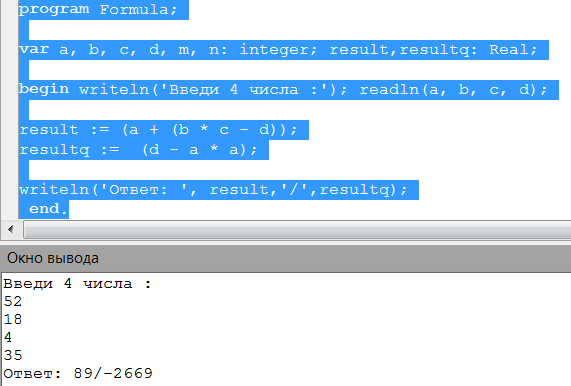 program Formula;
var a, b, c, d, m, n: integer; result,resultq: Real;
begin writeln('Введи 4 числа :'); readln(a, b, c, d);
result := (a + (b * c - d));
resultq :=  (d - a * a);
writeln('Ответ: ', result,'/',resultq);
end.
Окно вывода
Введи 4 числа :
52
18
4
35
Ответ: 89/-2669